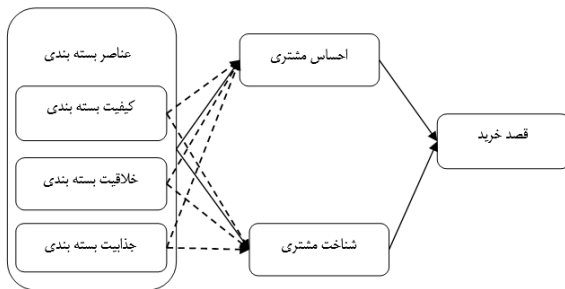 عناصر بسته بندی
کیفیت بسته بندی
خلاقیت بسته بندی
جذابیت بسته بندی
احساس مشتری
شناخت مشتری
قصد خرید